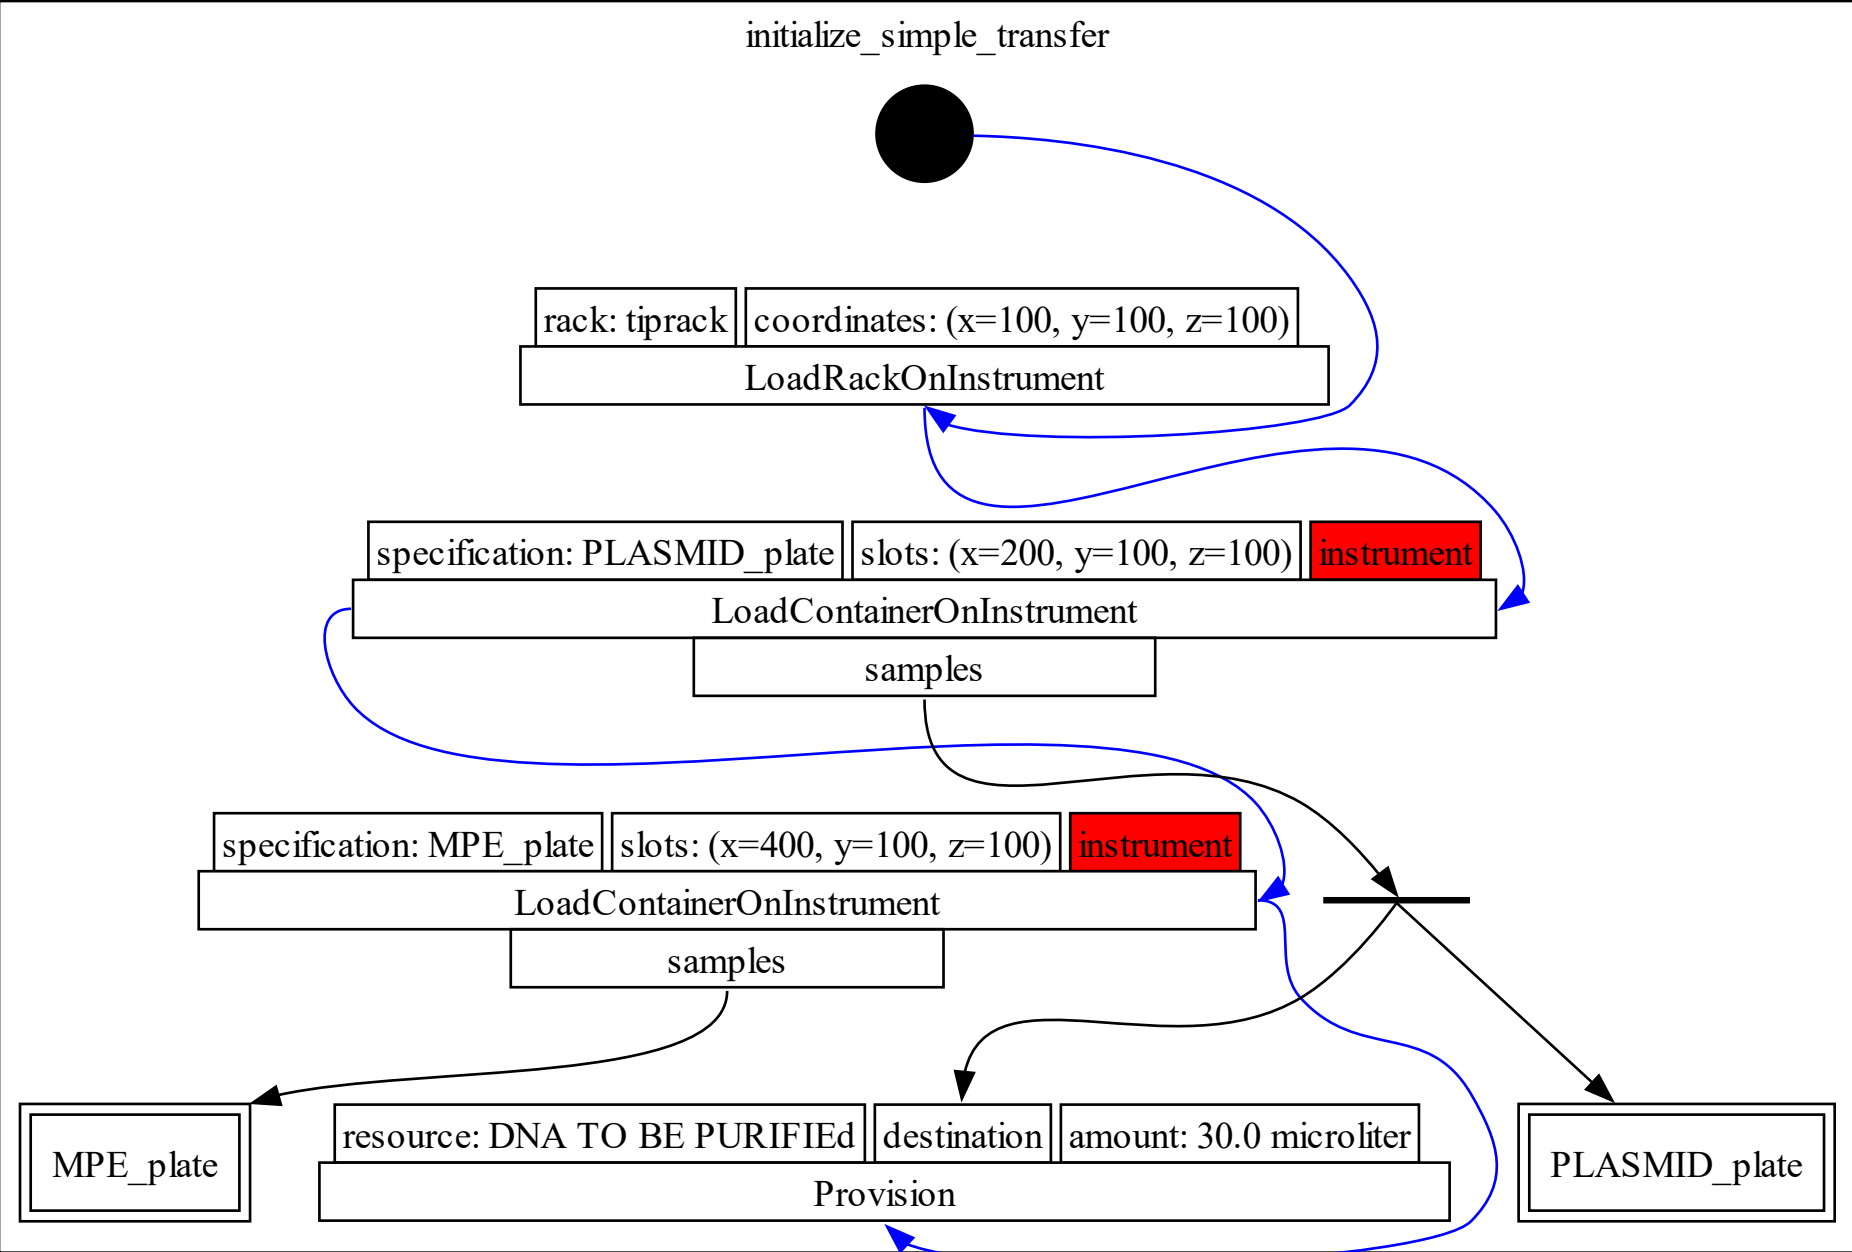 initialize_simple_transfer
rack: tiprack
coordinates: (x=100, y=100, z=100)
LoadRackOnInstrument
specification: PLASMID_plate
slots: (x=200, y=100, z=100)
instrument
LoadContainerOnInstrument
samples
specification: MPE_plate
slots: (x=400, y=100, z=100)
instrument
LoadContainerOnInstrument
samples
MPE_plate
resource: DNA TO BE PURIFIEd
destination
amount: 30.0 microliter
Provision
PLASMID_plate